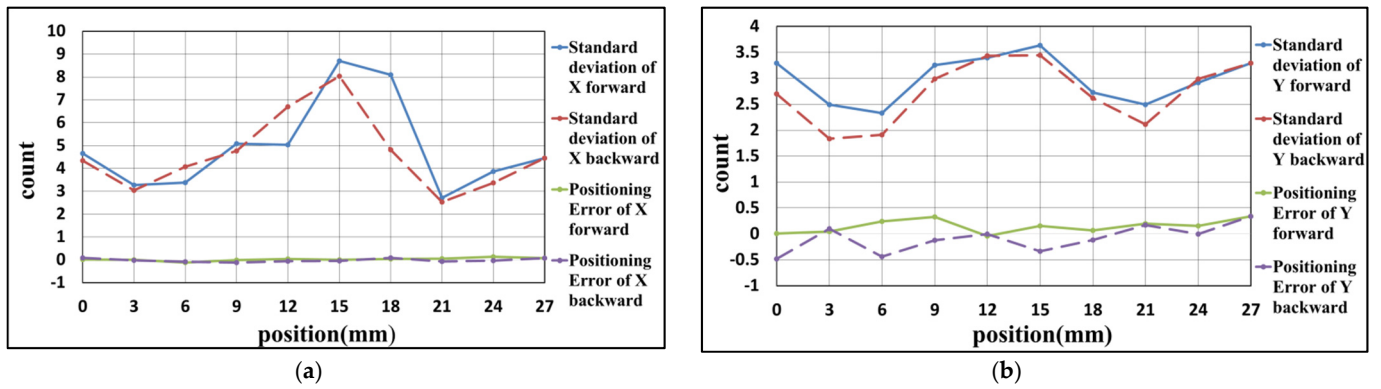 10
9
8
7
6
5
4
3
2
1
0
-1
count
0 3 6 9 12 15 18 21 24 27
position(mm)
Standard
deviation of
X forward
Standard
deviation of
X backward
Positioning
Error of X
forward
Positioning
Error of X
backward
(a)
4
3.5
3
2.5
2
1.5
1
0.5
0
-0.5
-1
count
0 3 6 9 12 15 18 21 24 27
position(mm)
Standard
deviation of
Y forward
Standard
deviation of
Y backward
Positioning
Error of Y
forward
Positioning
Error of Y
backward
(b)